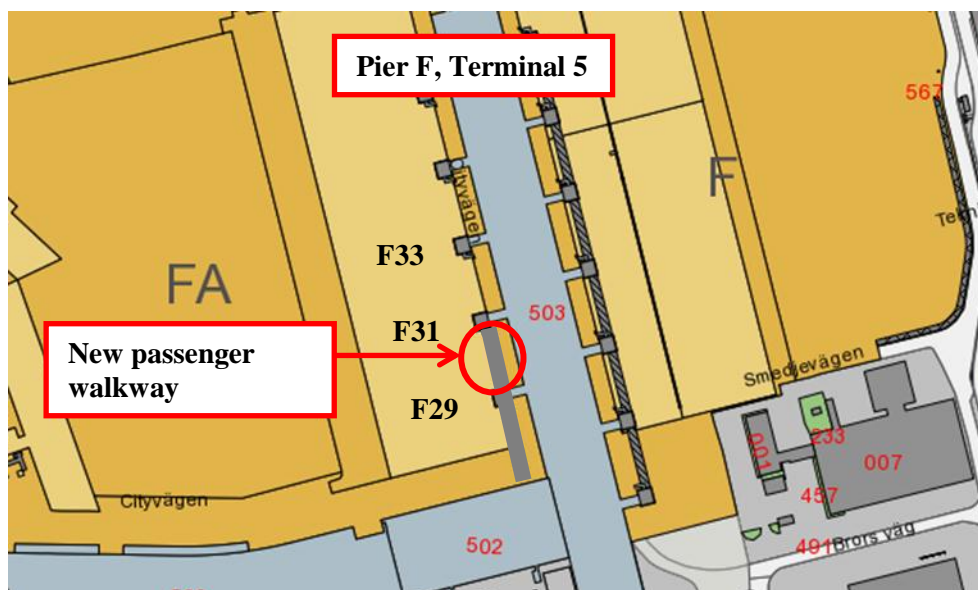 Pier F, Terminal 5
567
Cityvägen
F
F33
FA
503
F31
New passenger
walkway
Smedjevägen
F29
001
233
007
Cityvägen
457
502
491
Brors väg